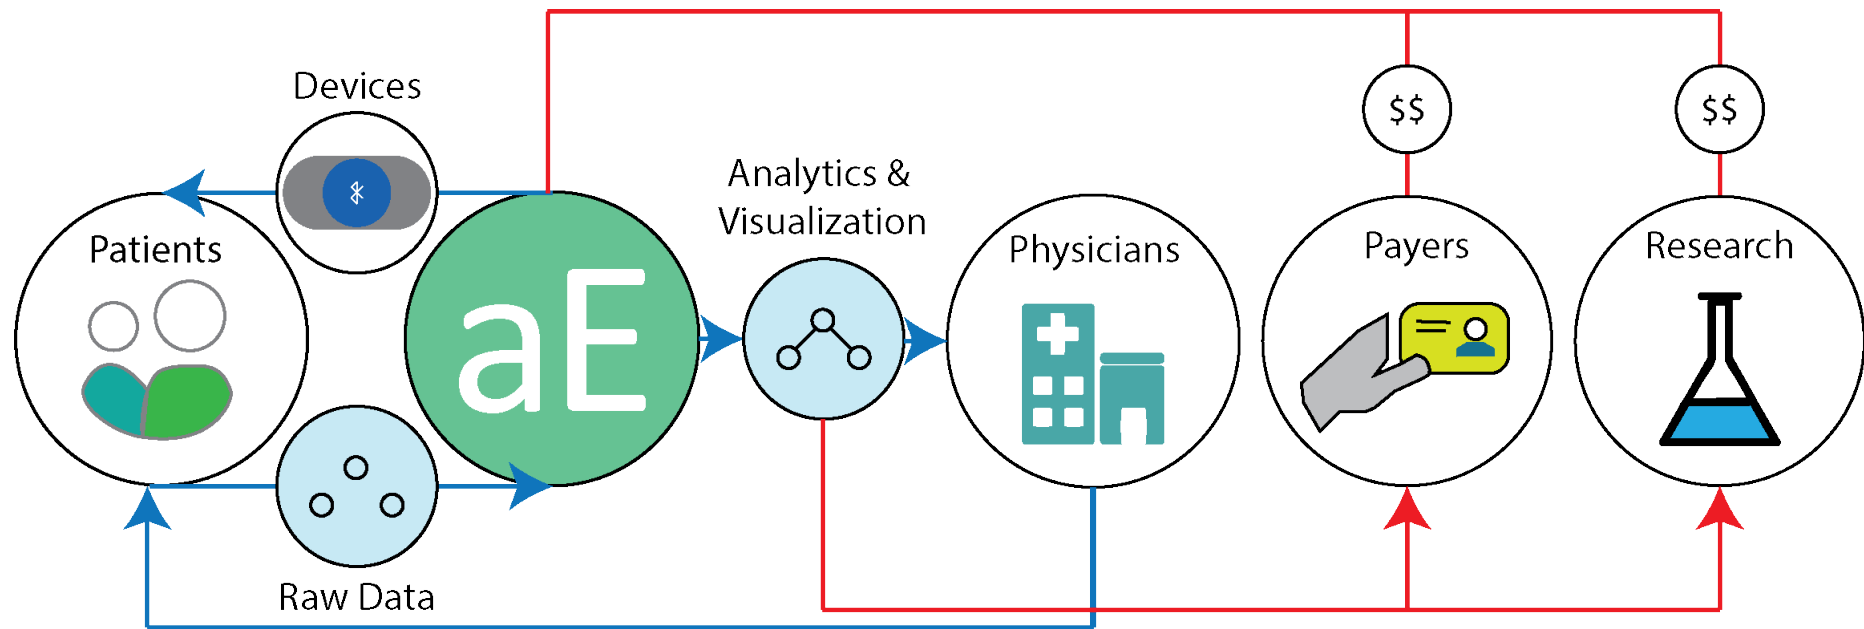 Devices
$$
$$
Analytics &
Visualization
Patients
aE
Physicians
Payers
Research
Raw Data